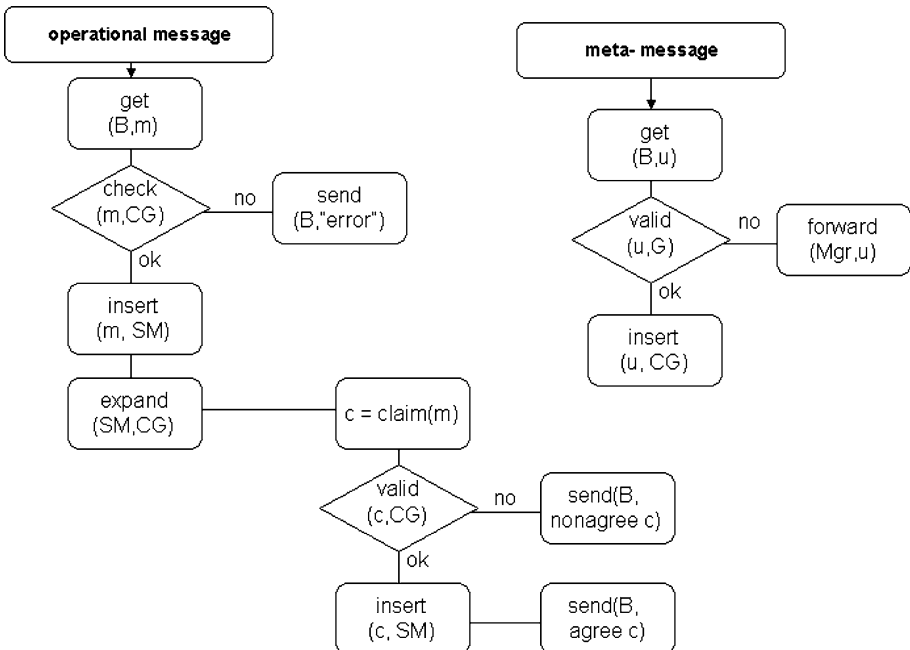 operational message
get
(B,m)
check
(m,CG)
no
send
(B,"error")
ok
insert
(m, SM)
expand
(SM,CG)
c = claim(m)
valid
(c,CG)
no
send(B,
nonagree c)
ok
insert
(c, SM)
send(B,
agree c)
meta- message
get
(B,u)
valid
(u,G)
no
forward
(Mgr,u)
ok
insert
(u, CG)